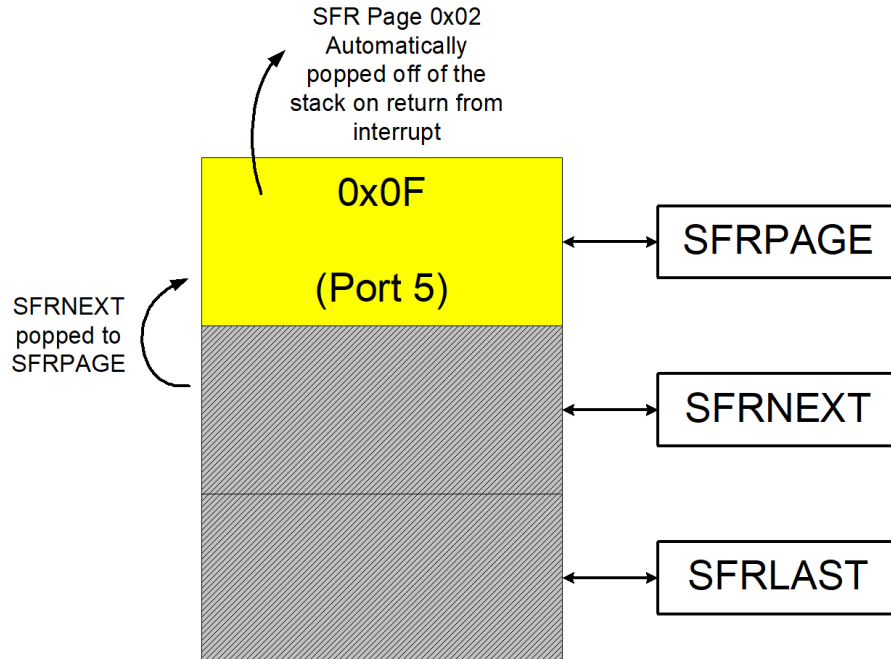 SFR Page 0x02
Automatically
popped off of the
stack on return from
interrupt
0x0F
(Port 5)
SFRPAGE
SFRNEXT
popped to
SFRPAGE
SFRNEXT
SFRLAST